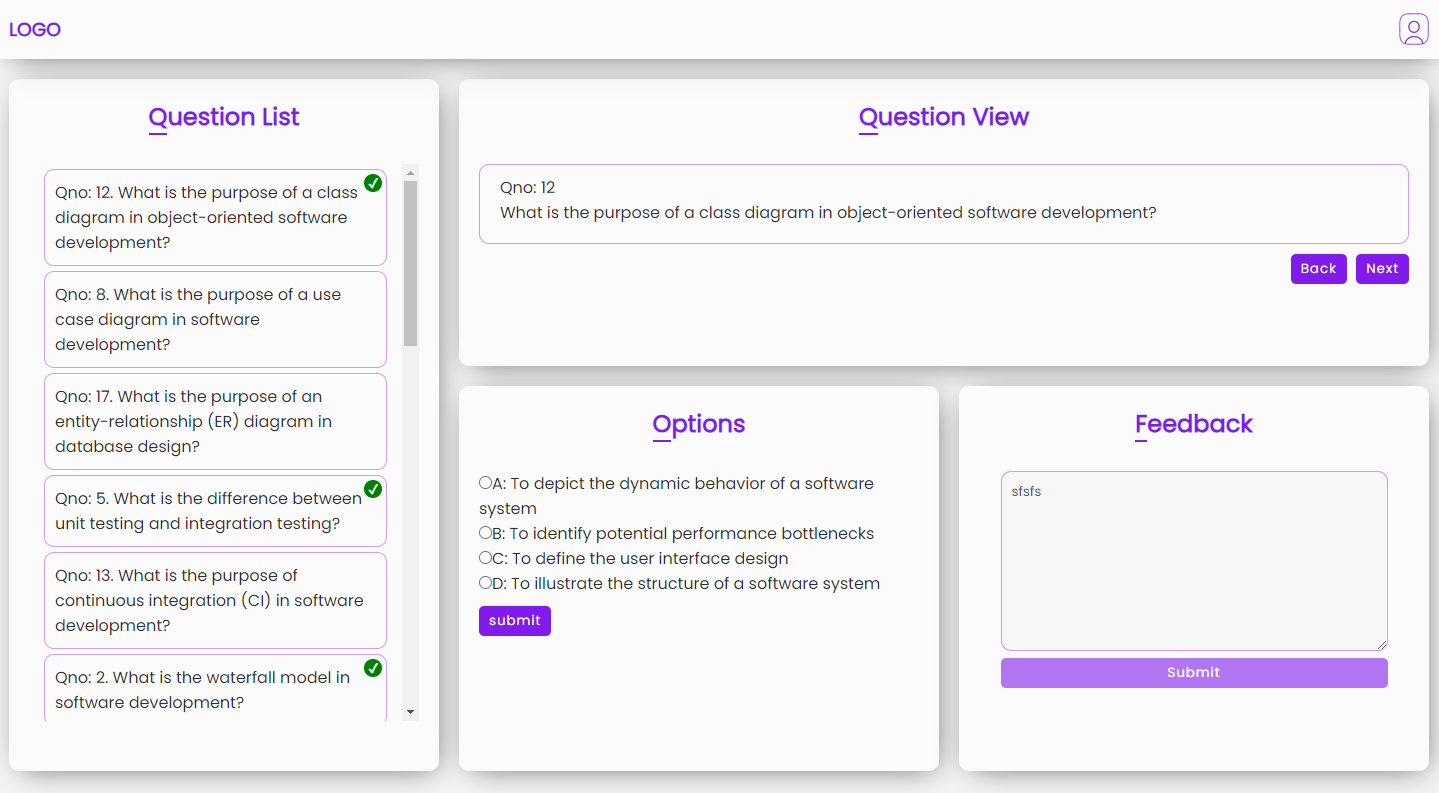 LOGO
Question List
Qno: 12. What is the purpose of a class
diagram in object-oriented software
development?
Qno: 8. What is the purpose of a use
case diagram in software
development?
Qno: 17. What is the purpose of an
entity-relationship (ER) diagram in
database design?
Qno: 5. What is the difference between
unit testing and integration testing?
Qno: 13. What is the purpose of
continuous integration (CI) in software
development?
Qno: 2. What is the waterfall model in
software development?
Question View
Qno: 12
What is the purpose of a class diagram in object-oriented software development?
Back Next
Options
A: To depict the dynamic behavior of a software
system
B: To identify potential performance bottlenecks
C: To define the user interface design
D: To illustrate the structure of a software system
submit
Feedback
sfsfs
Submit